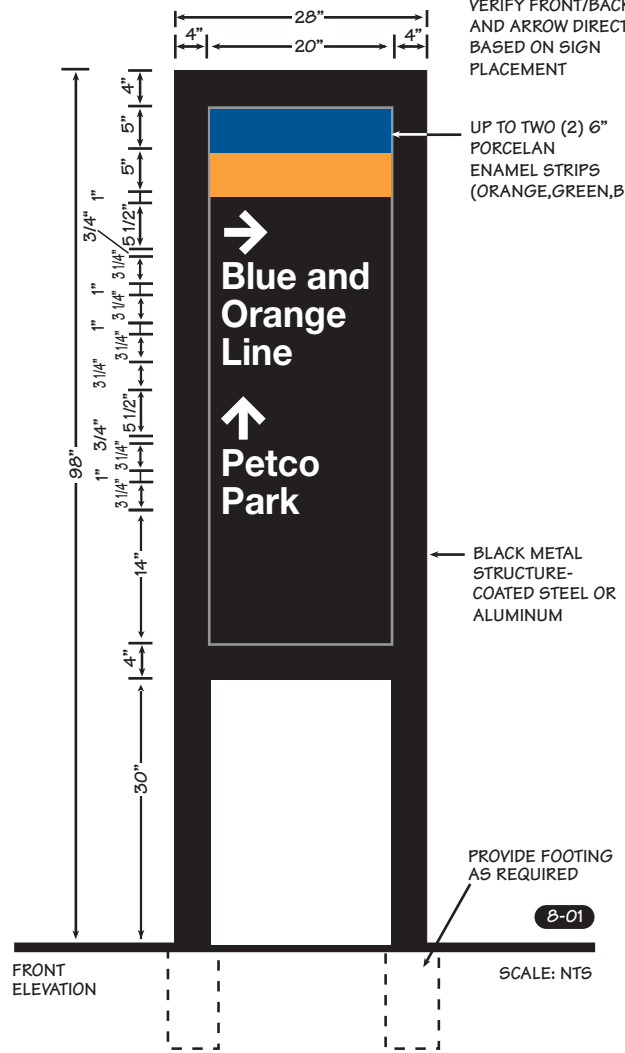 28”
4”
20”
4”
VERIFY FRONT/BACK
AND ARROW DIRECT
BASED ON SIGN
PLACEMENT
UP TO TWO (2) 6”
PORCELAN
ENAMEL STRIPS
(ORANGE,GREEN,B
4”
5”
5”
1”
5 1/2”
3/4“
3 1/4”
1”
3 1/4”
1”
3 1/4”
3 1/4”
5 1/2”
3/4”
3 1/4”
1”
3 1/4”
14”
4”
30”
98”
Blue and
Orange
Line
Petco
Park
BLACK METAL
STRUCTURE-
COATED STEEL OR
ALUMINUM
PROVIDE FOOTING
AS REQUIRED
8-01
FRONT
ELEVATION
SCALE: NTS